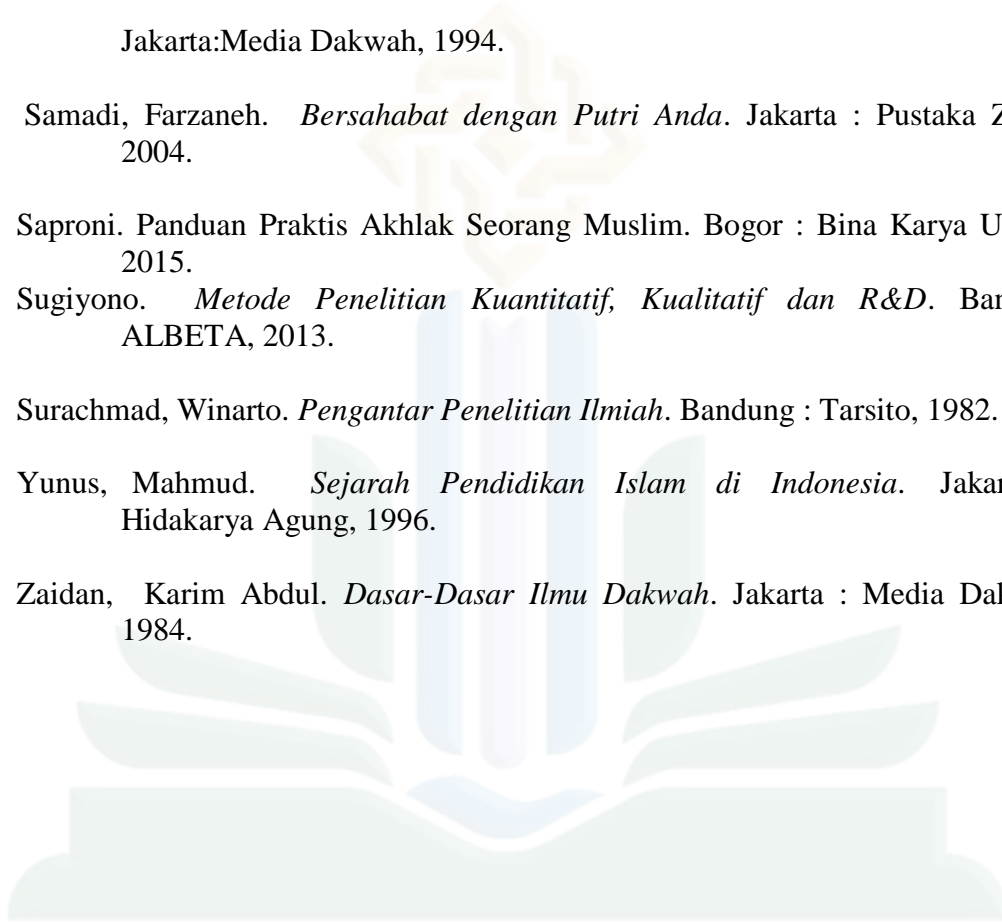 Jakarta:Media Dakwah, 1994.
Samadi, Farzaneh. Bersahabat dengan Putri Anda. Jakarta : Pustaka
2004.
Saproni. Panduan Praktis Akhlak Seorang Muslim. Bogor : Bina Karya
2015.
Sugiyono. Metode Penelitian Kuantitatif, Kualitatif dan R&D.
ALBETA, 2013.
Surachmad, Winarto. Pengantar Penelitian Ilmiah. Bandung : Tarsito, 1982.
Yunus, Mahmud. Sejarah Pendidikan Islam di Indonesia.
Hidakarya Agung, 1996.
Zaidan, Karim Abdul. Dasar-Dasar Ilmu Dakwah. Jakarta : Media
1984.